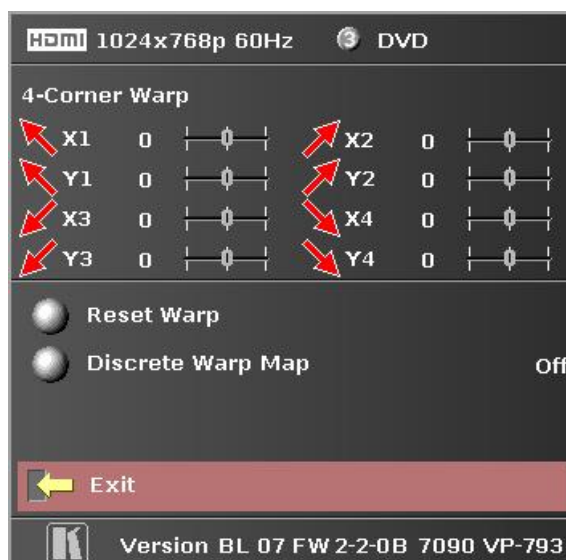 HDMI 1024x768p 60Hz 3 DVD
4-Corner Warp
X1 0 X2 0
Y1 0 Y2 0
X3 0 X4 0
Y3 0 Y4 0
Reset Warp
Discrete Warp Map Off
Exit
K Version BL 07 FW 2-2-0B 7090 VP-793